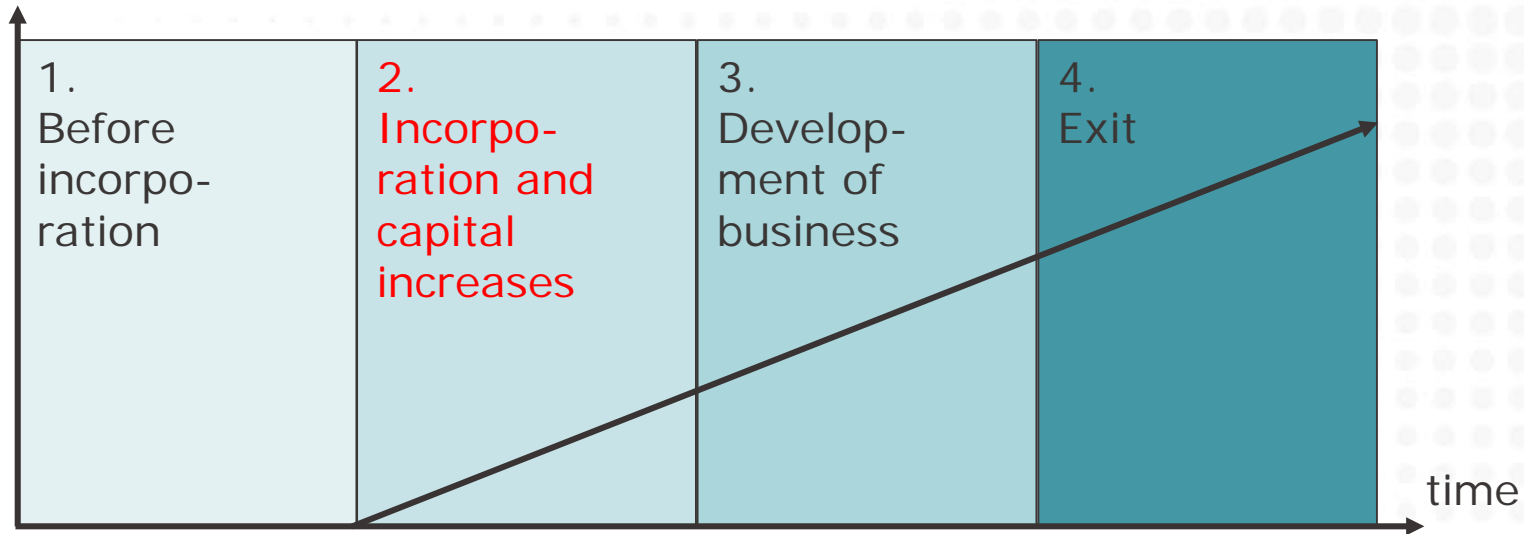 1.
Before
incorpo-
ration
2.
Incorpo-
ration and
capital
increases
3.
Develop-
ment of
business
4.
Exit
time